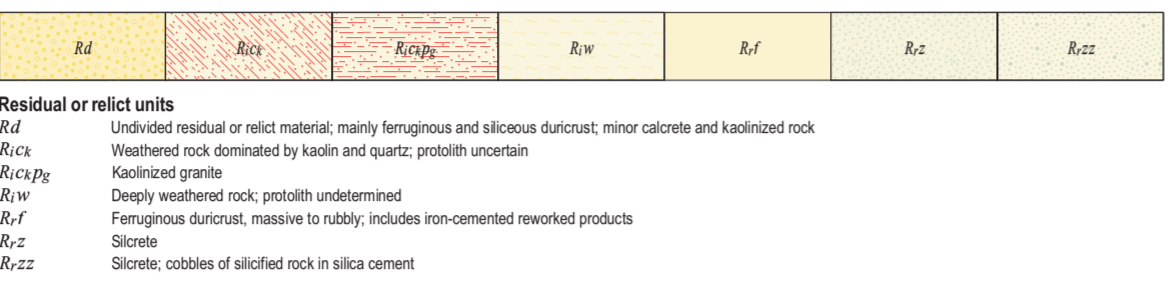 Rd Rick Rickpg Riw Rrf Rrz Rrzz
Residual or relict units
Rd Undivided residual or relict material; mainly ferruginous and siliceous duricrust; minor calcrete and kaolinized rock
Rick Weathered rock dominated by kaolin and quartz; protolith uncertain
Rickpg Kaolinized granite
Riw Deeply weathered rock; protolith undetermined
Rrf Ferruginous duricrust, massive to rubbly; includes iron-cemented reworked products
Rrz Silcrete
Rrzz Silcrete; cobbles of silicified rock in silica cement